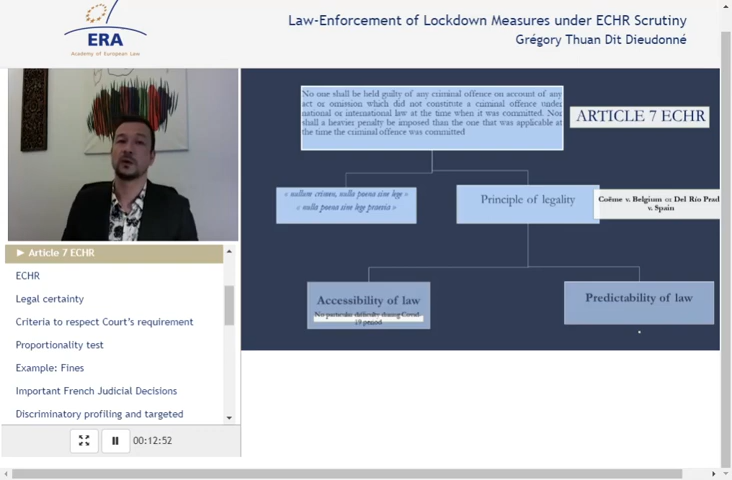 Law-Enforcement of Lockdown Measures under ECHR Scrutiny
Grégory Thuan Dit Dieudonné
ERA
Academy of European Law
No one shall be held guilty of any criminal offence on account of any
act or omission which did not constitute a criminal offence under
national or international law at the time when it was committed. Nor
shall a heavier penalty be imposed than the one that was applicable at
the time the criminal offence was committed
ARTICLE 7 ECHR
« nullum crimen, nulla poena sine lege »
« nulla poena sine lege praevia »
Principle of legality
Coëme v. Belgium ou Del Río Prad
v. Spain
Accessibility of law
No particular difficulty during Covid-
19 period
Predictability of law
► Article 7 ECHR
ECHR
Legal certainty
Criteria to respect Court's requirement
Proportionality test
Example: Fines
Important French Judicial Decisions
Discriminatory profiling and targeted
00:12:52